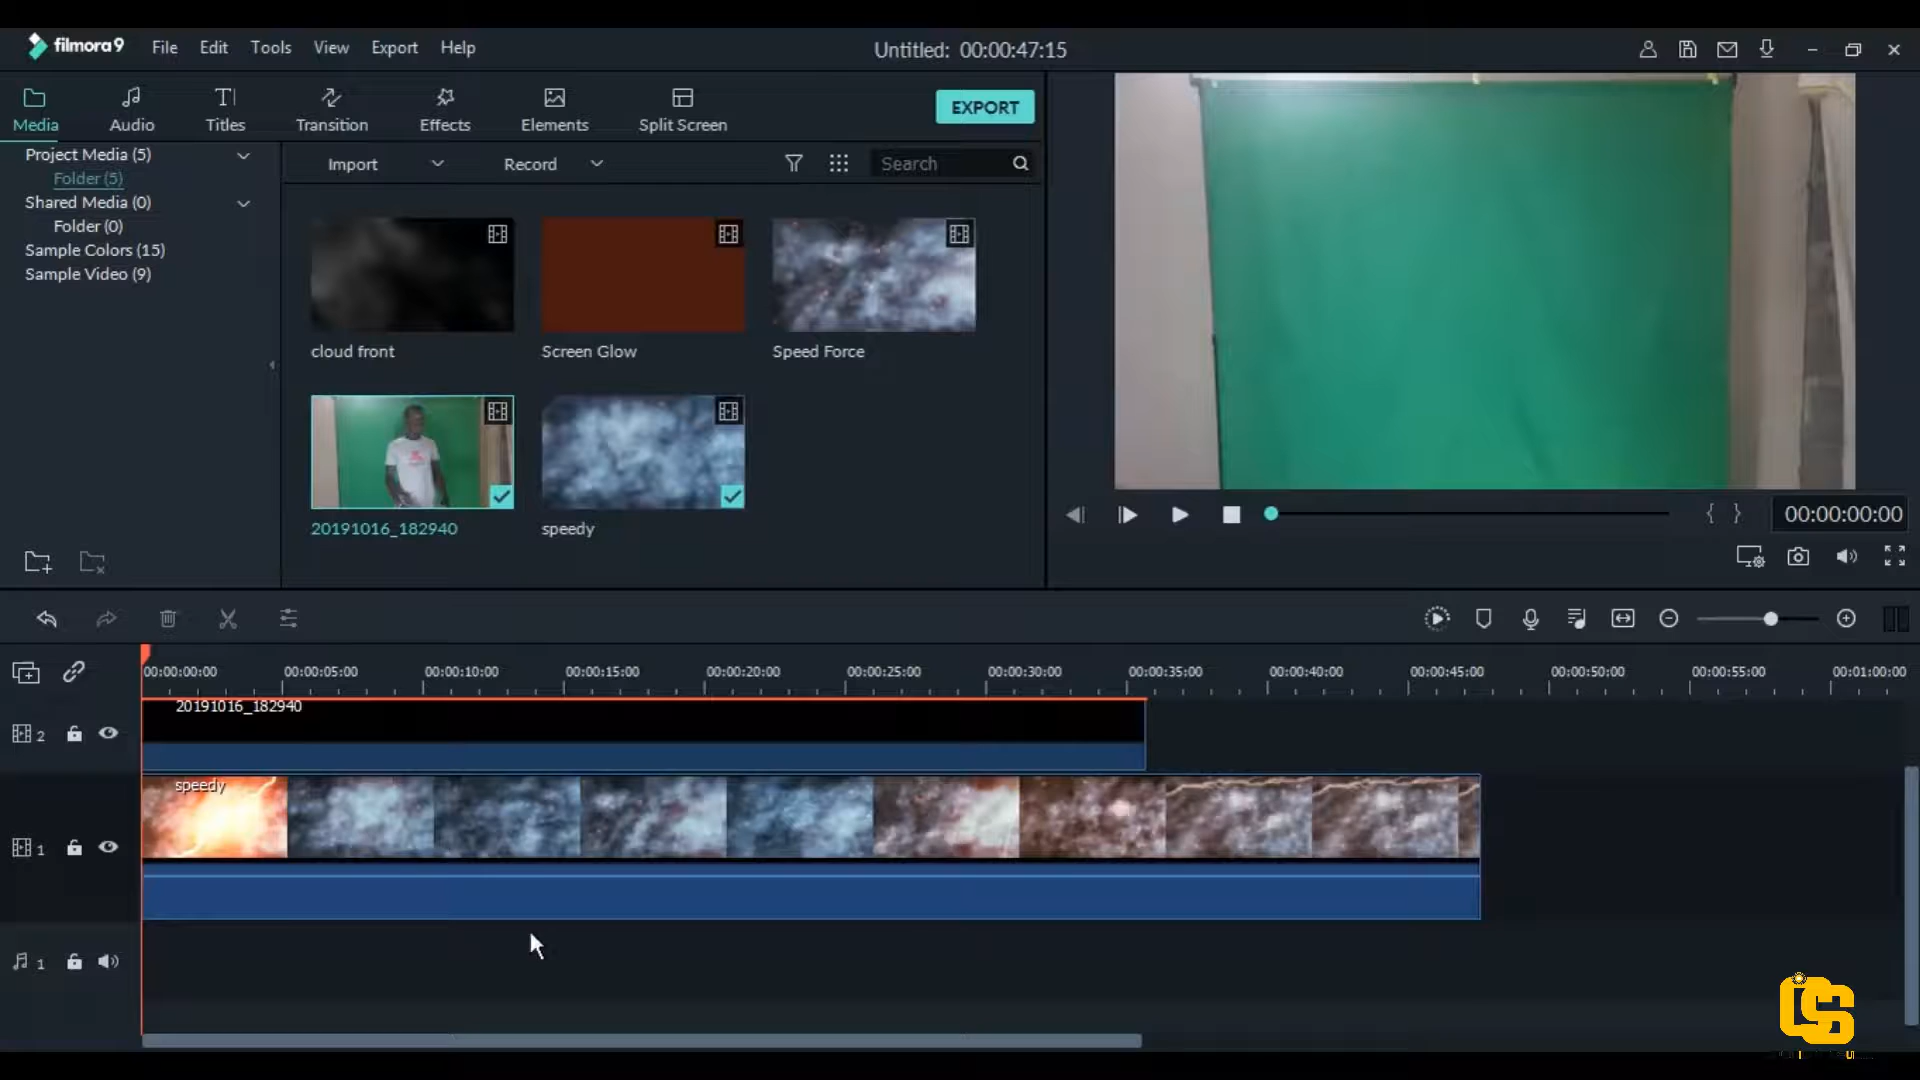 filmora9 File Edit Tools View Export Help
Untitled: 00:00:47:15
Media Audio Titles Transition Effects Elements Split Screen
EXPORT
Project Media (5)
Folder (5)
Shared Media (0)
Folder (0)
Sample Colors (15)
Sample Video (9)
Import Record Search
cloud front
Screen Glow
Speed Force
20191016_182940
speedy
{ } 00:00:00:00
00:00:00:00 00:00:05:00 00:00:10:00 00:00:15:00 00:00:20:00 00:00:25:00 00:00:30:00 00:00:35:00 00:00:40:00 00:00:45:00 00:00:50:00 00:00:55:00 00:01:00:00
2
20191016_182940
1
speedy
1